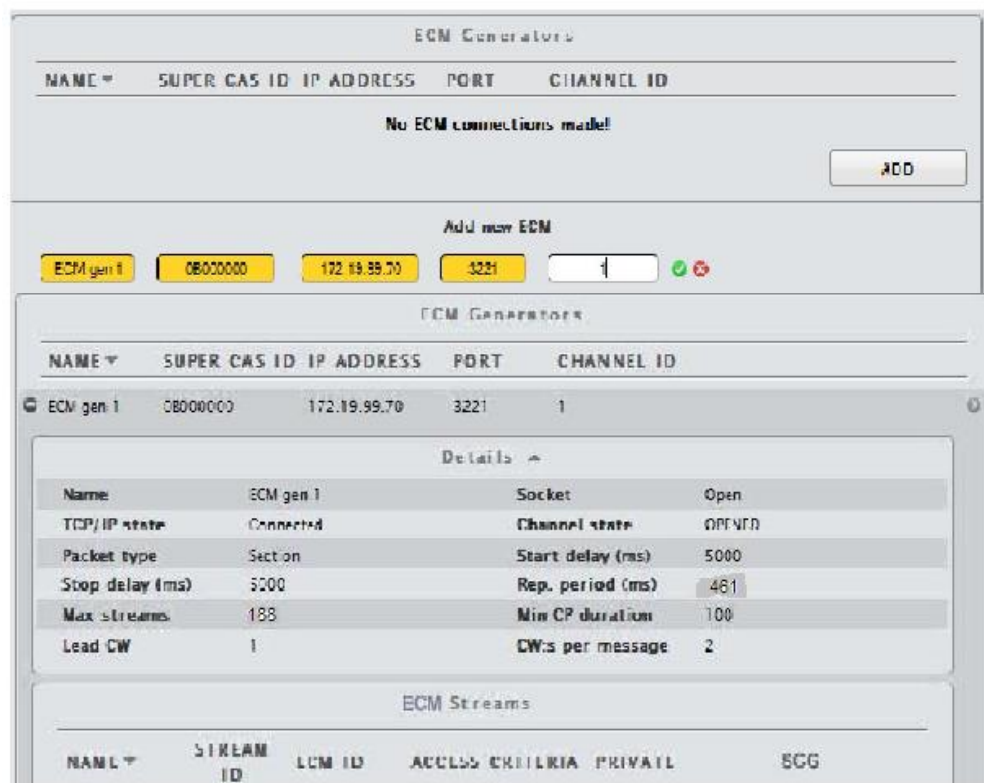 ECM Generators
NAME SUPER CAS ID IP ADDRESS PORT CHANNEL ID
No ECM connections made!
ADD
Add new ECM
ECM gen 1 0B000000 172.19.99.70 3221 1
ECM Generators
NAME SUPER CAS ID IP ADDRESS PORT CHANNEL ID
ECM gen 1 0B000000 172.19.99.70 3221 1
Details
Name ECM gen 1 Socket Open
TCP/IP state Connected Channel state OPENED
Packet type Section Start delay (ms) 5000
Stop delay (ms) 5000 Rep. period (ms) 461
Max streams 188 Min CP duration 100
Lead CW 1 CW:s per message 2
ECM Streams
NAME STREAM ID ECM ID ACCESS CRITERIA PRIVATE SCG